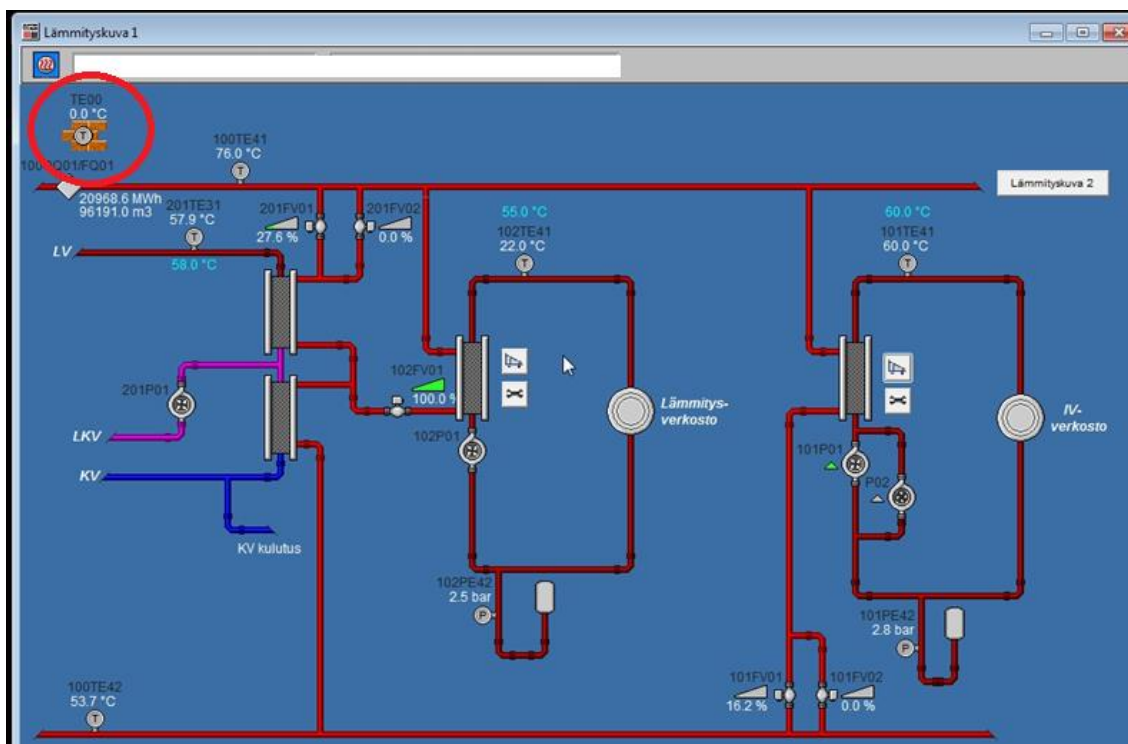 Lämmityskuva 1
TE00
0.0 °C
100TE41
76.0 °C
20968.6 MWh
96191.0 m3
Lämmityskuva 2
201TE31
57.9 °C
58.0 °C
LV
201FV01
27.6 %
201FV02
0.0 %
55.0 °C
102TE41
22.0 °C
60.0 °C
101TE41
60.0 °C
102FV01
100.0 %
201P01
LKV
KV
KV kulutus
102P01
Lämmitys-
verkosto
101P01
P02
IV-
verkosto
102PE42
2.5 bar
101PE42
2.8 bar
100TE42
53.7 °C
101FV01
16.2 %
101FV02
0.0 %
T
T
T
T
T
T
P
P